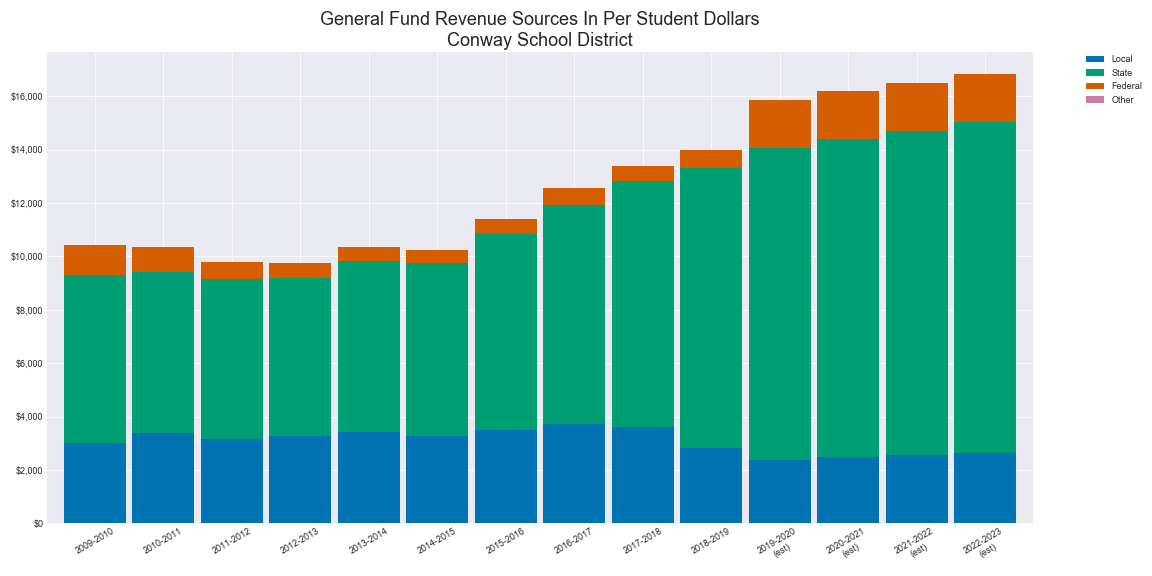 General Fund Revenue Sources In Per Student Dollars
Conway School District
Local
State
Federal
Other
$16,000
$14,000
$12,000
$10,000
$8,000
$6,000
$4,000
$2,000
$0
2009-2010
2010-2011
2011-2012
2012-2013
2013-2014
2014-2015
2015-2016
2016-2017
2017-2018
2018-2019
2019-2020
(est)
2020-2021
(est)
2021-2022
(est)
2022-2023
(est)